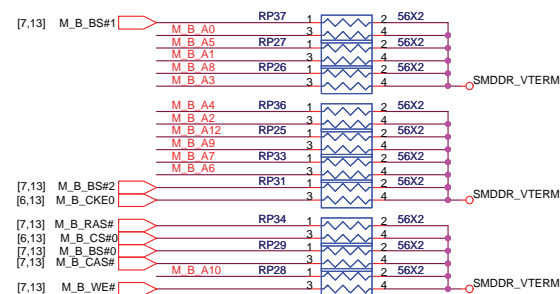 [7,13] M_B_BS#1 RP37 1 2 56X2
M_B_A0 3 4
M_B_A5 RP27 1 2 56X2
M_B_A1 3 4
M_B_A8 RP26 1 2 56X2
M_B_A3 3 4 SMDDR_VTERM
M_B_A4 RP36 1 2 56X2
M_B_A2 3 4
M_B_A12 RP25 1 2 56X2
M_B_A9 3 4
M_B_A7 RP33 1 2 56X2
M_B_A6 3 4
[7,13] M_B_BS#2 RP31 1 2 56X2
[6,13] M_B_CKE0 3 4 SMDDR_VTERM
[7,13] M_B_RAS# RP34 1 2 56X2
[6,13] M_B_CS#0 3 4
[7,13] M_B_BS#0 RP29 1 2 56X2
[7,13] M_B_CAS# 3 4
M_B_A10 RP28 1 2 56X2
[7,13] M_B_WE# 3 4 SMDDR_VTERM